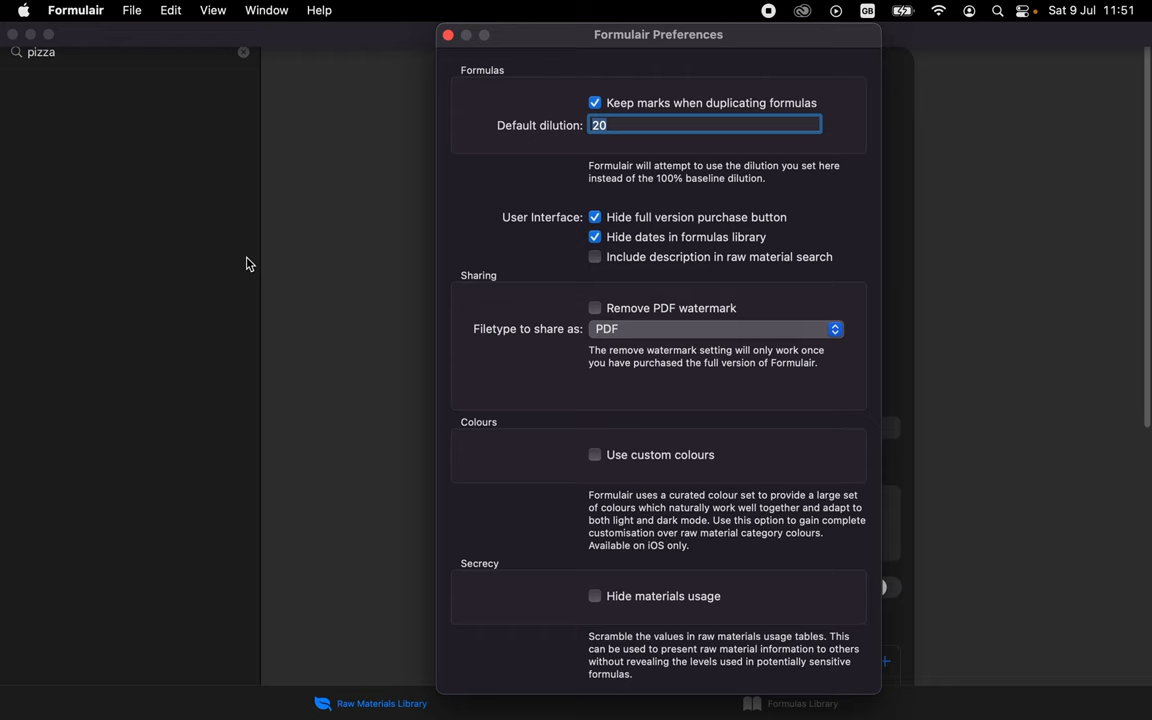 Formulair File Edit View Window Help
GB Sat 9 Jul 11:51
pizza
Formulair Preferences
Formulas
Keep marks when duplicating formulas
Default dilution: 20
Formulair will attempt to use the dilution you set here
instead of the 100% baseline dilution.
User Interface: Hide full version purchase button
Hide dates in formulas library
Include description in raw material search
Sharing
Remove PDF watermark
Filetype to share as: PDF
The remove watermark setting will only work once
you have purchased the full version of Formulair.
Colours
Use custom colours
Formulair uses a curated colour set to provide a large set
of colours which naturally work well together and adapt to
both light and dark mode. Use this option to gain complete
customisation over raw material category colours.
Available on iOS only.
Secrecy
Hide materials usage
Scramble the values in raw materials usage tables. This
can be used to present raw material information to others
without revealing the levels used in potentially sensitive
formulas.
Raw Materials Library
Formulas Library